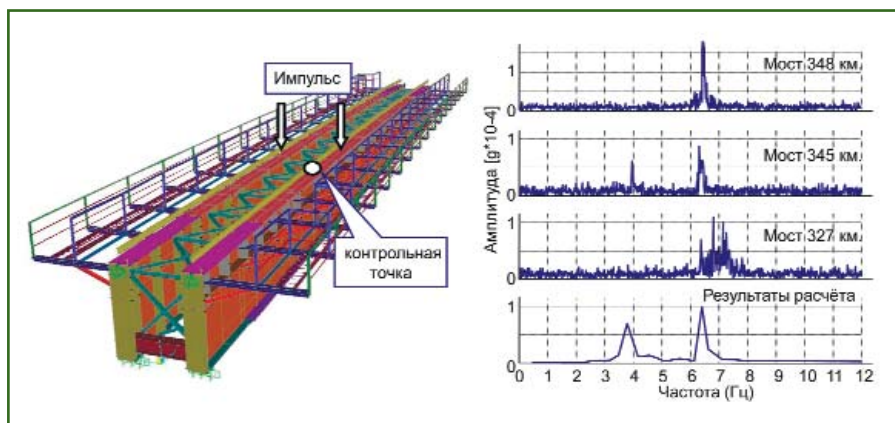 Импульс
контрольная
точка
Амплитуда [g*10-4]
1
0
Мост 348 км.
1
0
Мост 345 км.
1
0
Мост 327 км.
1
0
Результаты расчёта
0 1 2 3 4 5 6 7 8 9 10 11 12
Частота (Гц)